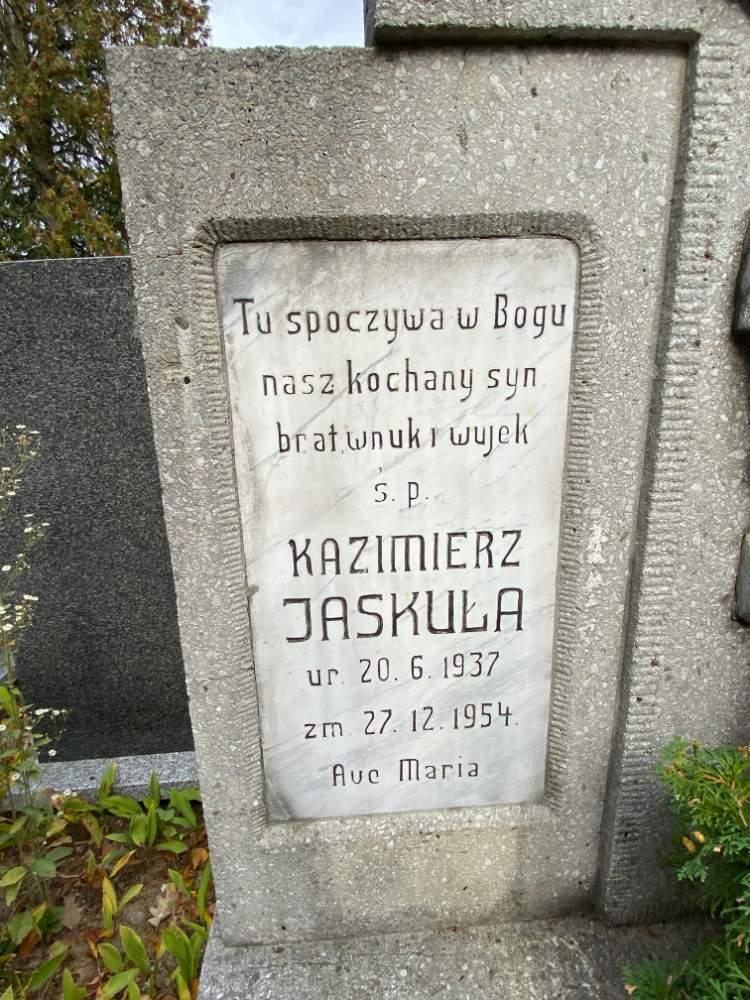 Tu spoczywa w Bogu
nasz kochany syn
brat, wnuk i wujek
ś. p.
KAZIMIERZ
JASKUŁA
ur. 20. 6. 1937
zm. 27. 12. 1954.
Ave Maria